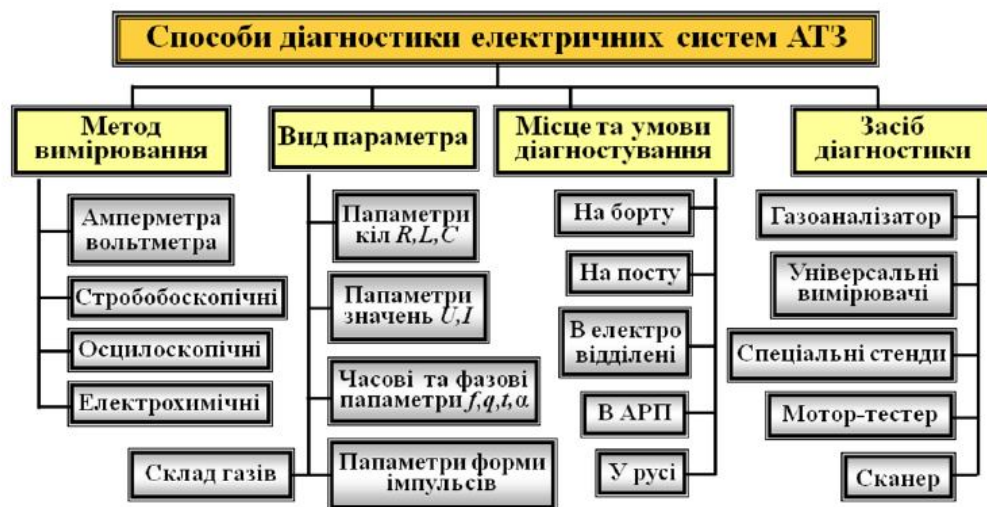 Способи діагностики електричних систем АТЗ
Метод
вимірювання
Амперметра
вольтметра
Стробобоскопічні
Осцилоскопічні
Електрохимічні
Вид параметра
Папаметри
кіл R,L,C
Папаметри
значень U,I
Часові та фазові
папаметри f,q,t,α
Склад газів
Папаметри форми
імпульсів
Місце та умови
діагностування
На борту
На посту
В електро
відділені
В АРП
У русі
Засіб
діагностики
Газоаналізатор
Універсальні
вимірювачі
Спеціальні стенди
Мотор-тестер
Сканер